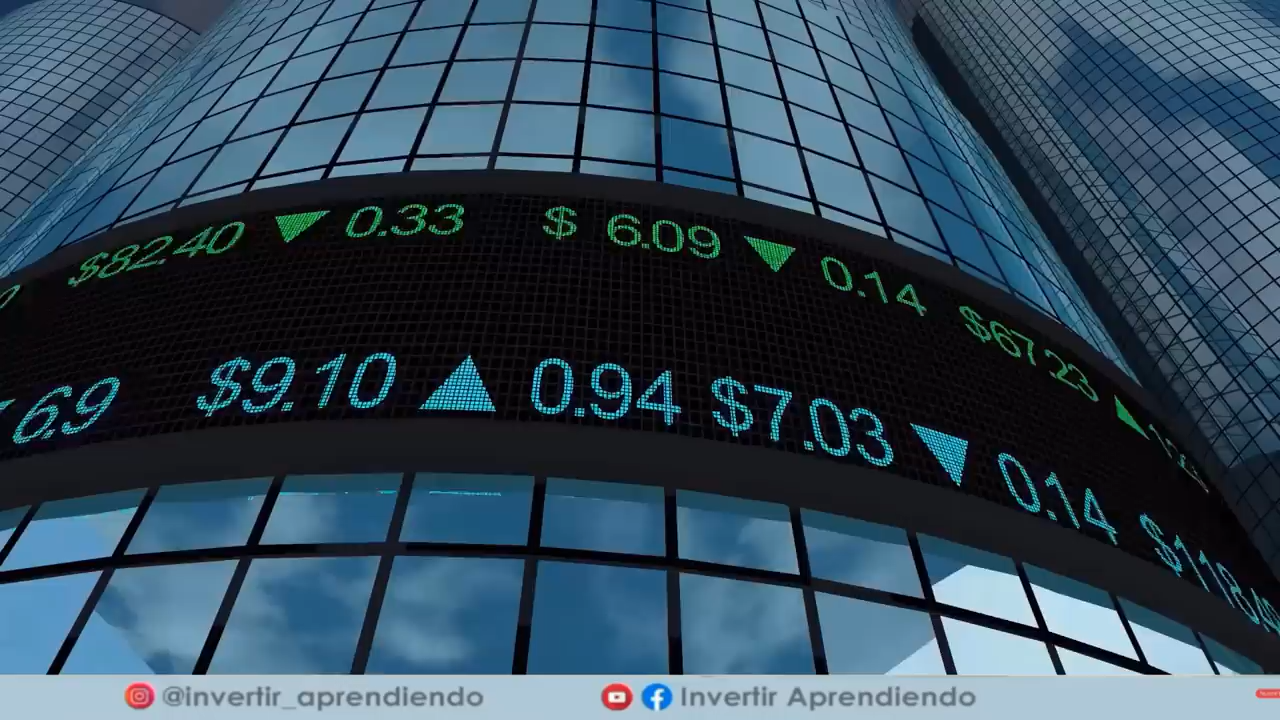 $82.40 ▼ 0.33 $ 6.09 ▼ 0.14 $67.23
6.9 $9.10 ▲ 0.94 $7.03 ▼ 0.14
@invertir_aprendiendo Invertir Aprendiendo